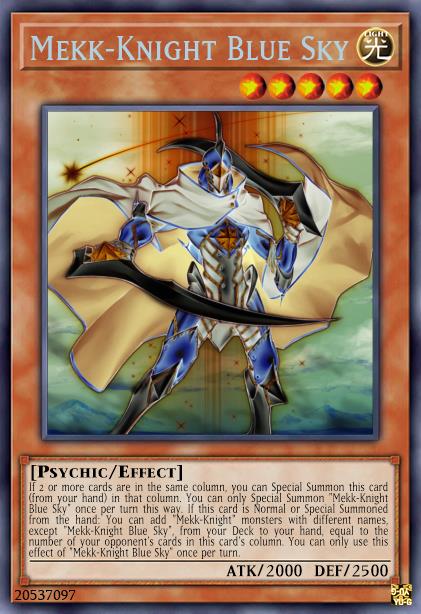 MEKK-KNIGHT BLUE SKY
LIGHT
光
[PSYCHIC/EFFECT]
If 2 or more cards are in the same column, you can Special Summon this card
(from your hand) in that column. You can only Special Summon "Mekk-Knight
Blue Sky" once per turn this way. If this card is Normal or Special Summoned
from the hand: You can add "Mekk-Knight" monsters with different names,
except "Mekk-Knight Blue Sky", from your Deck to your hand, equal to the
number of your opponent's cards in this card's column. You can only use this
effect of "Mekk-Knight Blue Sky" once per turn.
ATK/2000 DEF/2500
20537097